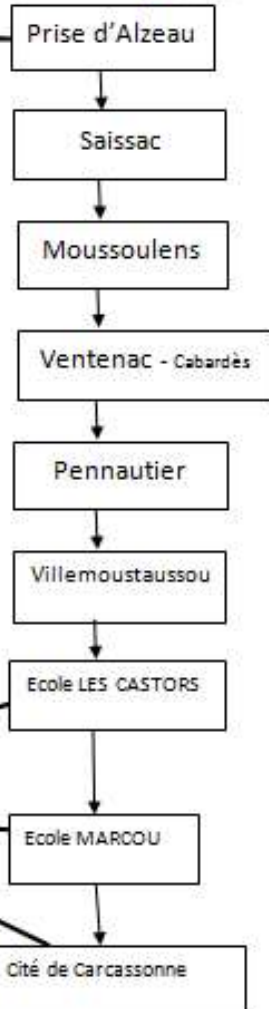 Prise d'Alzeau
Saissac
Moussoulens
Ventenac - Cabardès
Pennautier
Villemoustaussou
Ecole LES CASTORS
Ecole MARCOU
Cité de Carcassonne